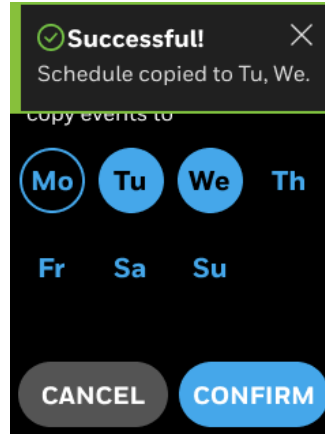 Successful!
Schedule copied to Tu, We.
copy events to
Mo Tu We Th
Fr Sa Su
CANCEL CONFIRM